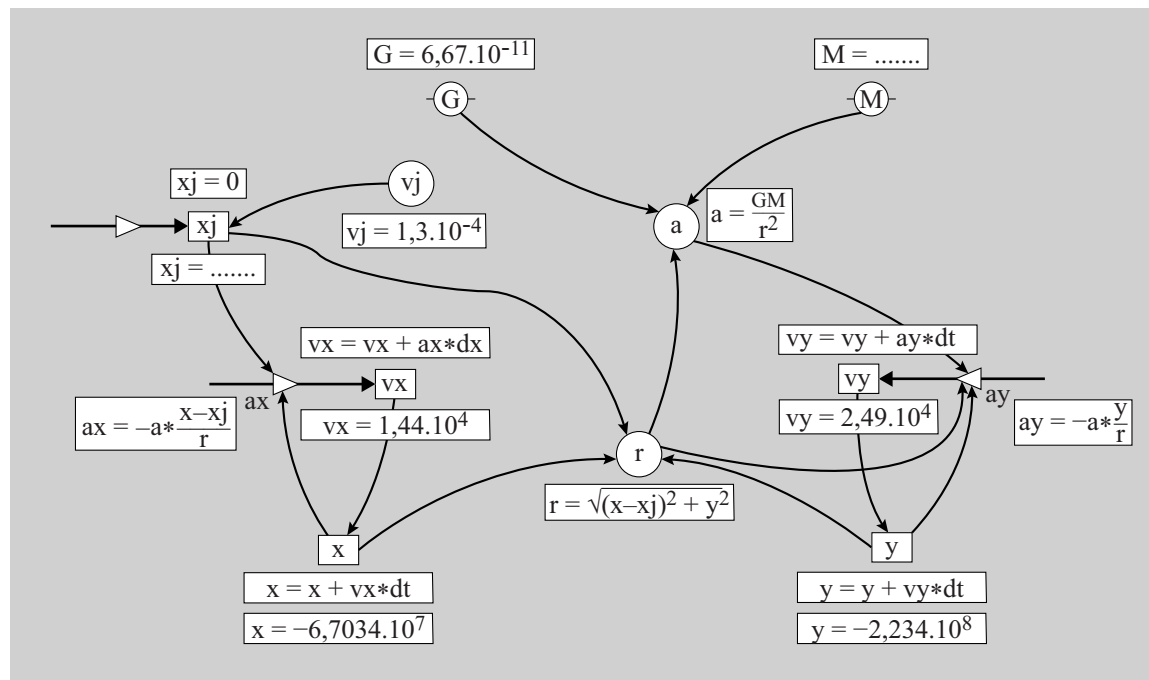 G = 6,67.10⁻¹¹
M = .......
G
M
xj = 0
vj
xj
vj = 1,3.10⁻⁴
a
a = GM/r²
xj = .......
vx = vx + ax*dx
vy = vy + ay*dt
ax
vx
vy
ay
ax = −a*(x−xj)/r
vx = 1,44.10⁴
vy = 2,49.10⁴
ay = −a*y/r
r
r = √(x−xj)² + y²
x
y
x = x + vx*dt
y = y + vy*dt
x = −6,7034.10⁷
y = −2,234.10⁸